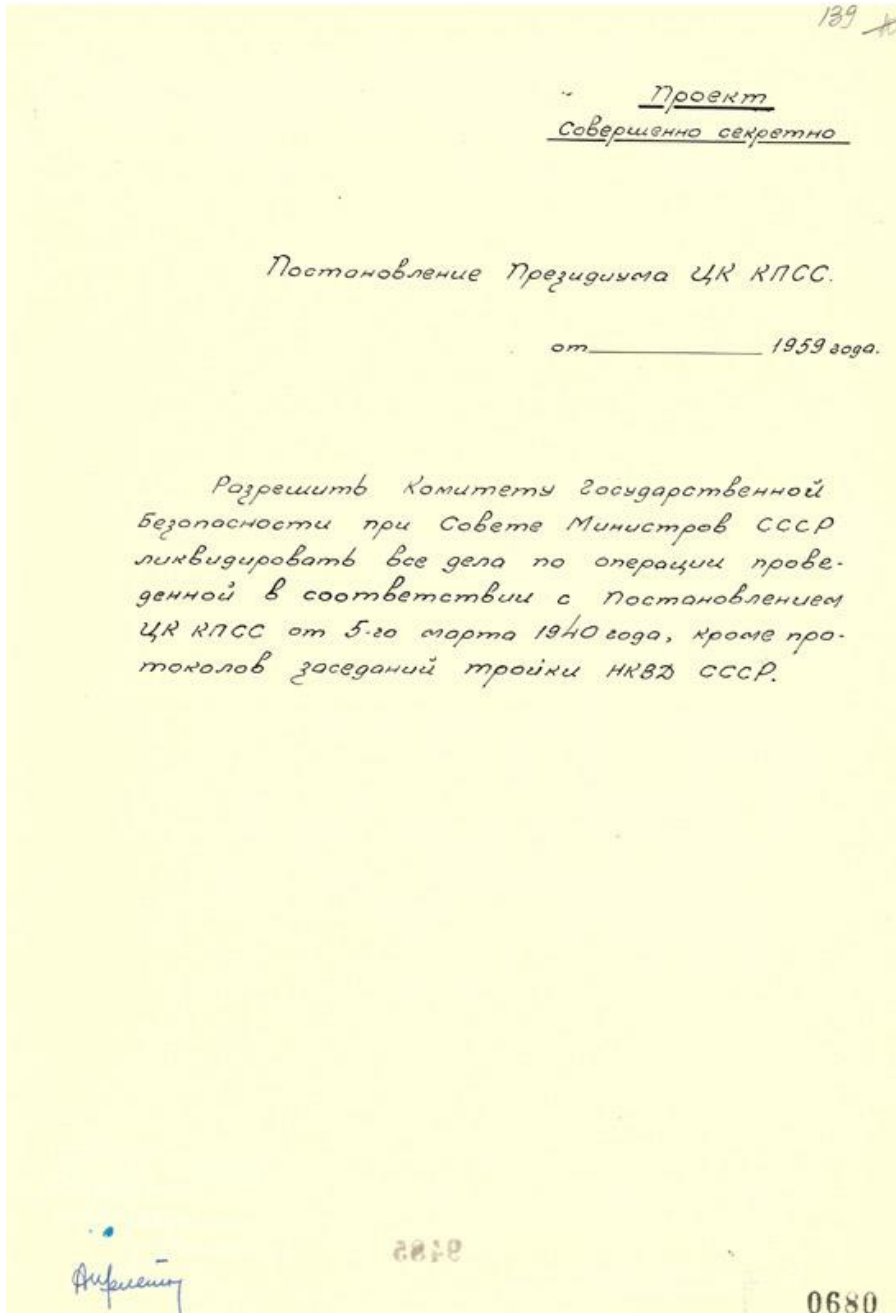 139
Проект
Совершенно секретно
Постановление Президиума ЦК КПСС.
от____________ 1959 года.
Разрешить Комитету Государственной
Безопасности при Совете Министров СССР
ликвидировать все дела по операции прове-
денной в соответствии с Постановлением
ЦК КПСС от 5-го марта 1940 года, кроме про-
токолов заседаний тройки НКВД СССР.
9485
0680